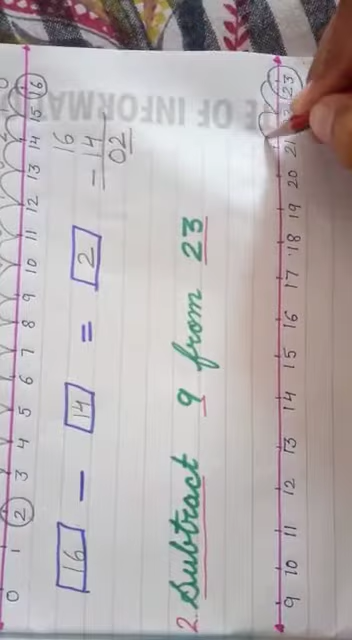 0 1 2 3 4 5 6 7 8 9 10 11 12 13 14 15 16
16 - 14 = 2
16
- 14
02
2. Subtract 9 from 23
9 10 11 12 13 14 15 16 17 18 19 20 21 23